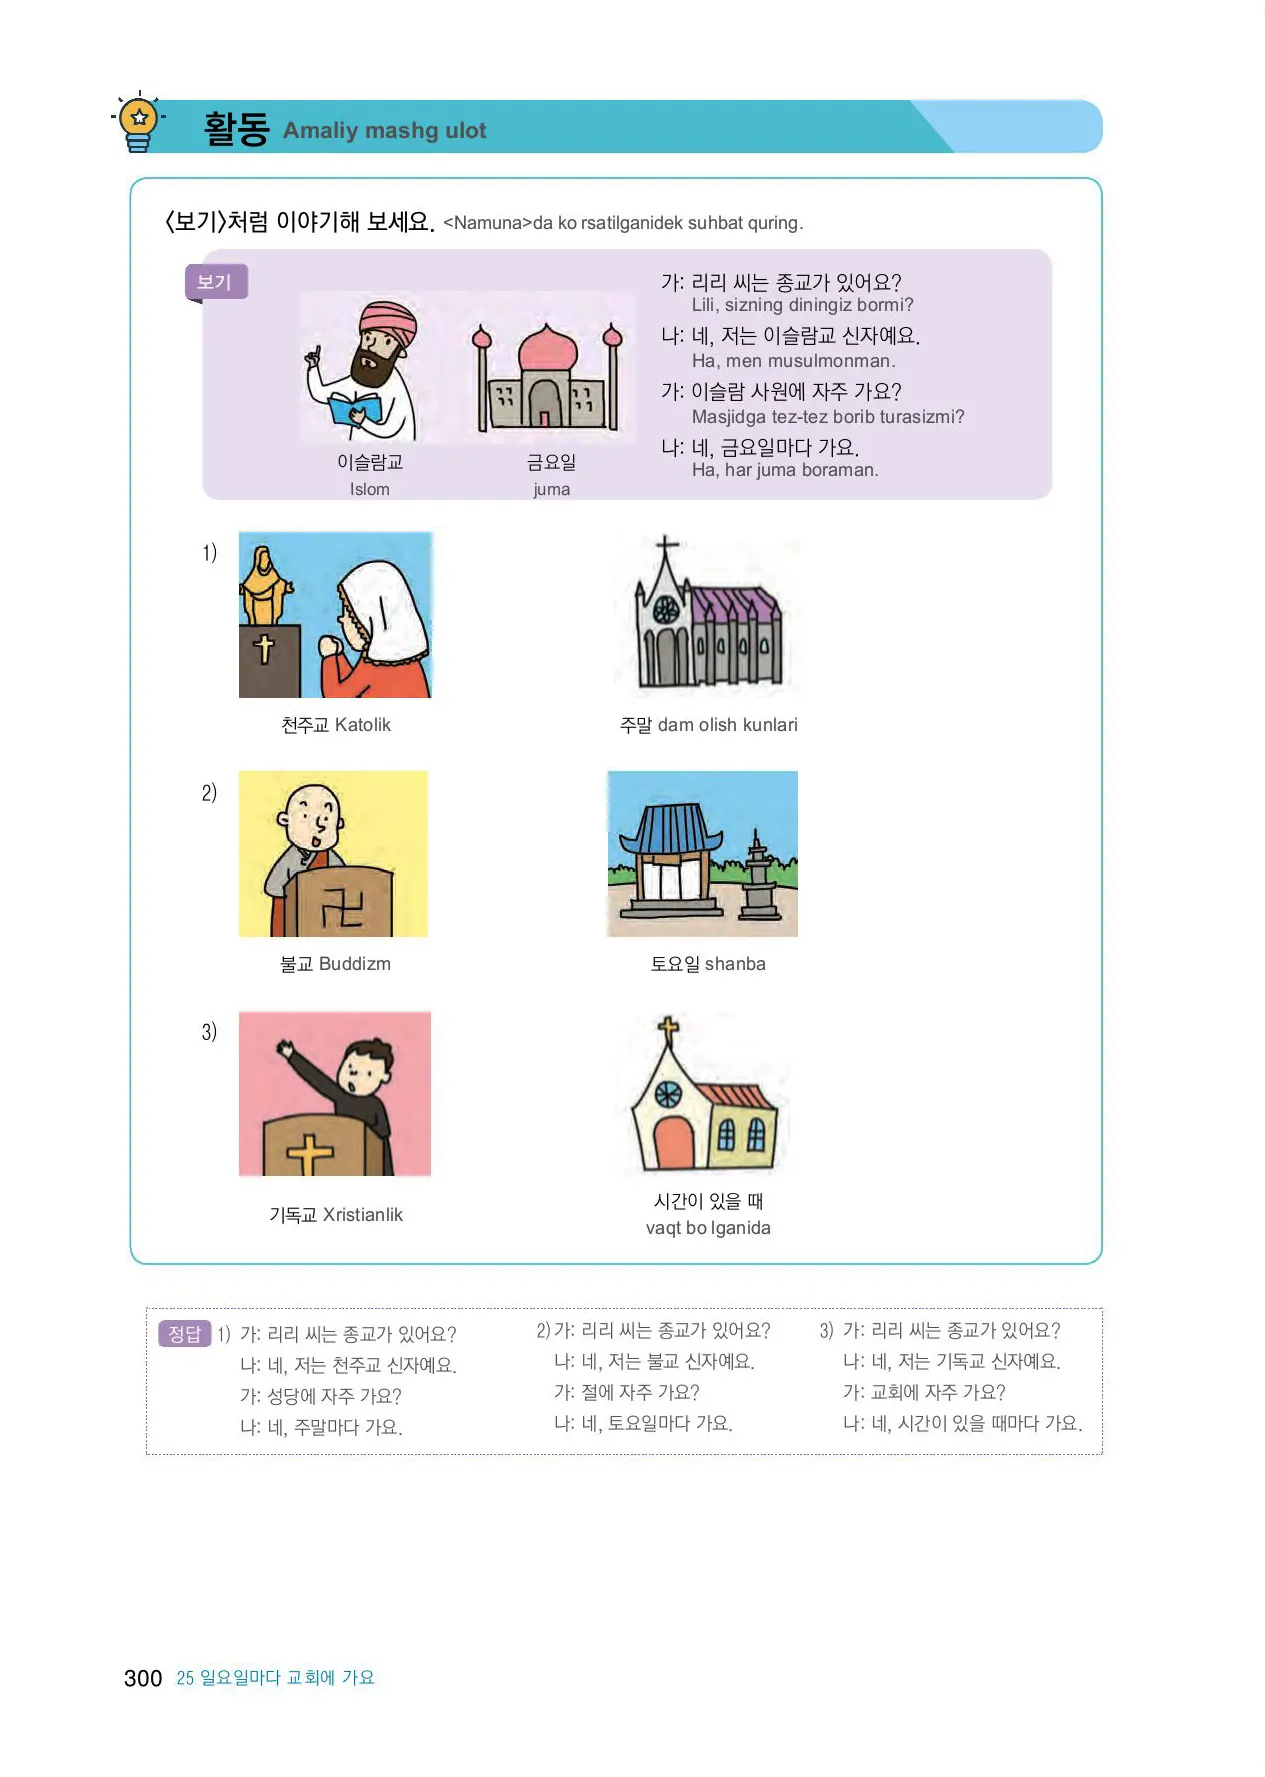 활동 Amaliy mashg ulot
<보기>처럼 이야기해 보세요. <Namuna>da ko rsatilganidek suhbat quring.
보기
가: 리리 씨는 종교가 있어요?
Lili, sizning diningiz bormi?
나: 네, 저는 이슬람교 신자예요.
Ha, men musulmonman.
가: 이슬람 사원에 자주 가요?
Masjidga tez-tez borib turasizmi?
나: 네, 금요일마다 가요.
Ha, har juma boraman.
이슬람교 금요일
Islom juma
1)
천주교 Katolik 주말 dam olish kunlari
2)
불교 Buddizm 토요일 shanba
3)
기독교 Xristianlik
시간이 있을 때
vaqt bo lganida
정답
1) 가: 리리 씨는 종교가 있어요?
나: 네, 저는 천주교 신자예요.
가: 성당에 자주 가요?
나: 네, 주말마다 가요.
2) 가: 리리 씨는 종교가 있어요?
나: 네, 저는 불교 신자예요.
가: 절에 자주 가요?
나: 네, 토요일마다 가요.
3) 가: 리리 씨는 종교가 있어요?
나: 네, 저는 기독교 신자예요.
가: 교회에 자주 가요?
나: 네, 시간이 있을 때마다 가요.
300 25 일요일마다 교회에 가요